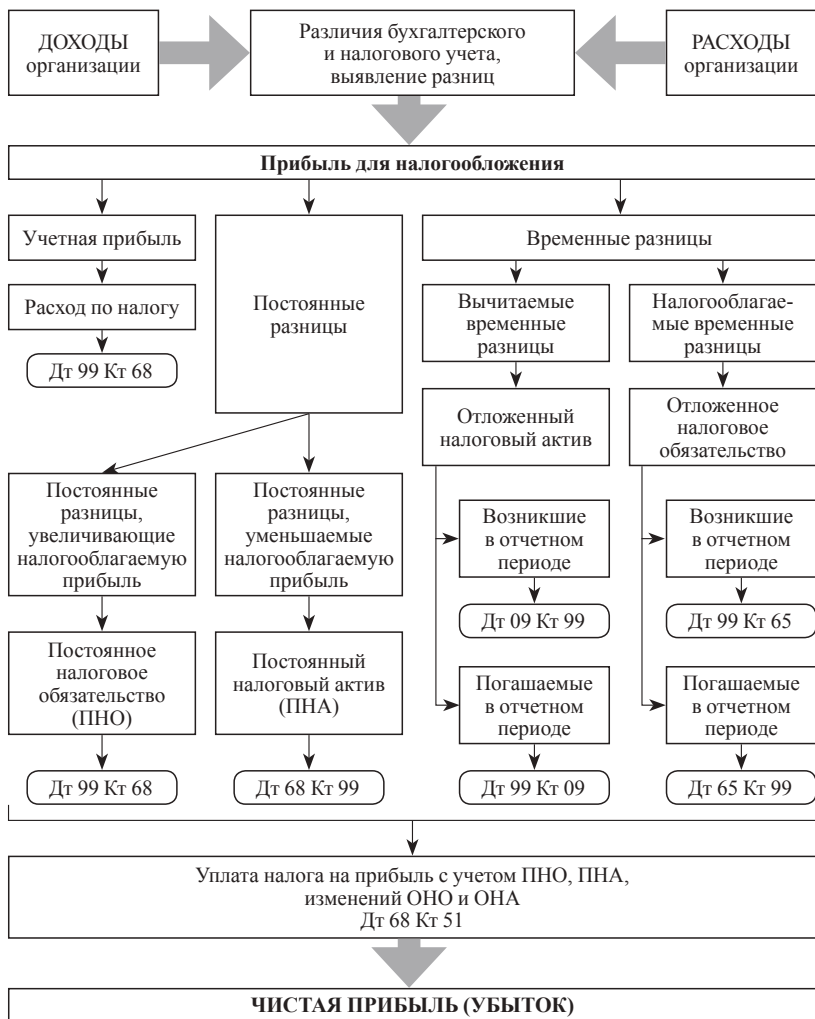 ДОХОДЫ
организации
Различия бухгалтерского
и налогового учета,
выявление разниц
РАСХОДЫ
организации
Прибыль для налогообложения
Учетная прибыль
Расход по налогу
Дт 99 Кт 68
Постоянные
разницы
Временные разницы
Вычитаемые
временные
разницы
Налогооблагае-
мые временные
разницы
Отложенный
налоговый актив
Отложенное
налоговое
обязательство
Постоянные
разницы,
увеличивающие
налогооблагаемую
прибыль
Постоянные
разницы,
уменьшаемые
налогооблагаемую
прибыль
Возникшие
в отчетном
периоде
Возникшие
в отчетном
периоде
Дт 09 Кт 99
Дт 99 Кт 65
Постоянное
налоговое
обязательство
(ПНО)
Постоянный
налоговый актив
(ПНА)
Погашаемые
в отчетном
периоде
Погашаемые
в отчетном
периоде
Дт 99 Кт 68
Дт 68 Кт 99
Дт 99 Кт 09
Дт 65 Кт 99
Уплата налога на прибыль с учетом ПНО, ПНА,
изменений ОНО и ОНА
Дт 68 Кт 51
ЧИСТАЯ ПРИБЫЛЬ (УБЫТОК)